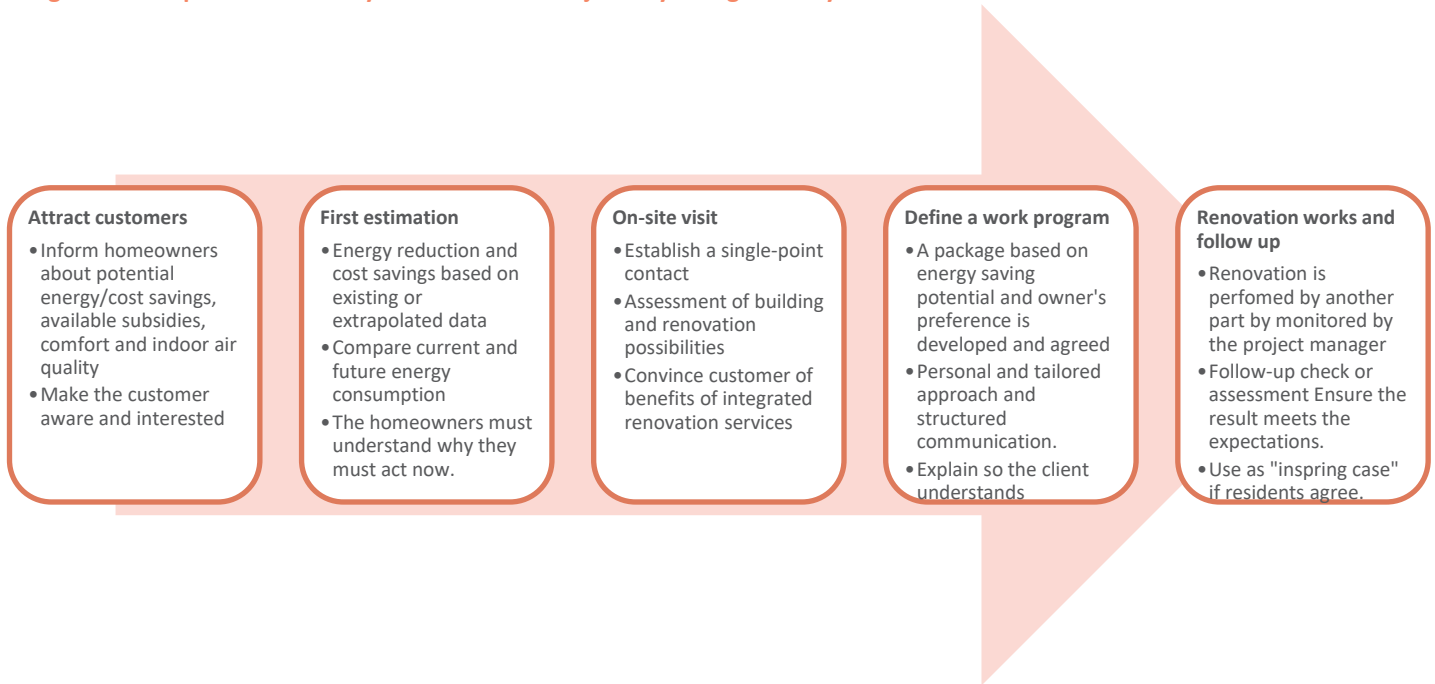 Attract customers
•Inform homeowners
about potential
energy/cost savings,
available subsidies,
comfort and indoor air
quality
•Make the customer
aware and interested
First estimation
•Energy reduction and
cost savings based on
existing or
extrapolated data
•Compare current and
future energy
consumption
•The homeowners must
understand why they
must act now.
On-site visit
•Establish a single-point
contact
•Assessment of building
and renovation
possibilities
•Convince customer of
benefits of integrated
renovation services
Define a work program
•A package based on
energy saving
potential and owner's
preference is
developed and agreed
•Personal and tailored
approach and
structured
communication.
•Explain so the client
understands
Renovation works and
follow up
•Renovation is
perfomed by another
part by monitored by
the project manager
•Follow-up check or
assessment Ensure the
result meets the
expectations.
•Use as "inspring case"
if residents agree.